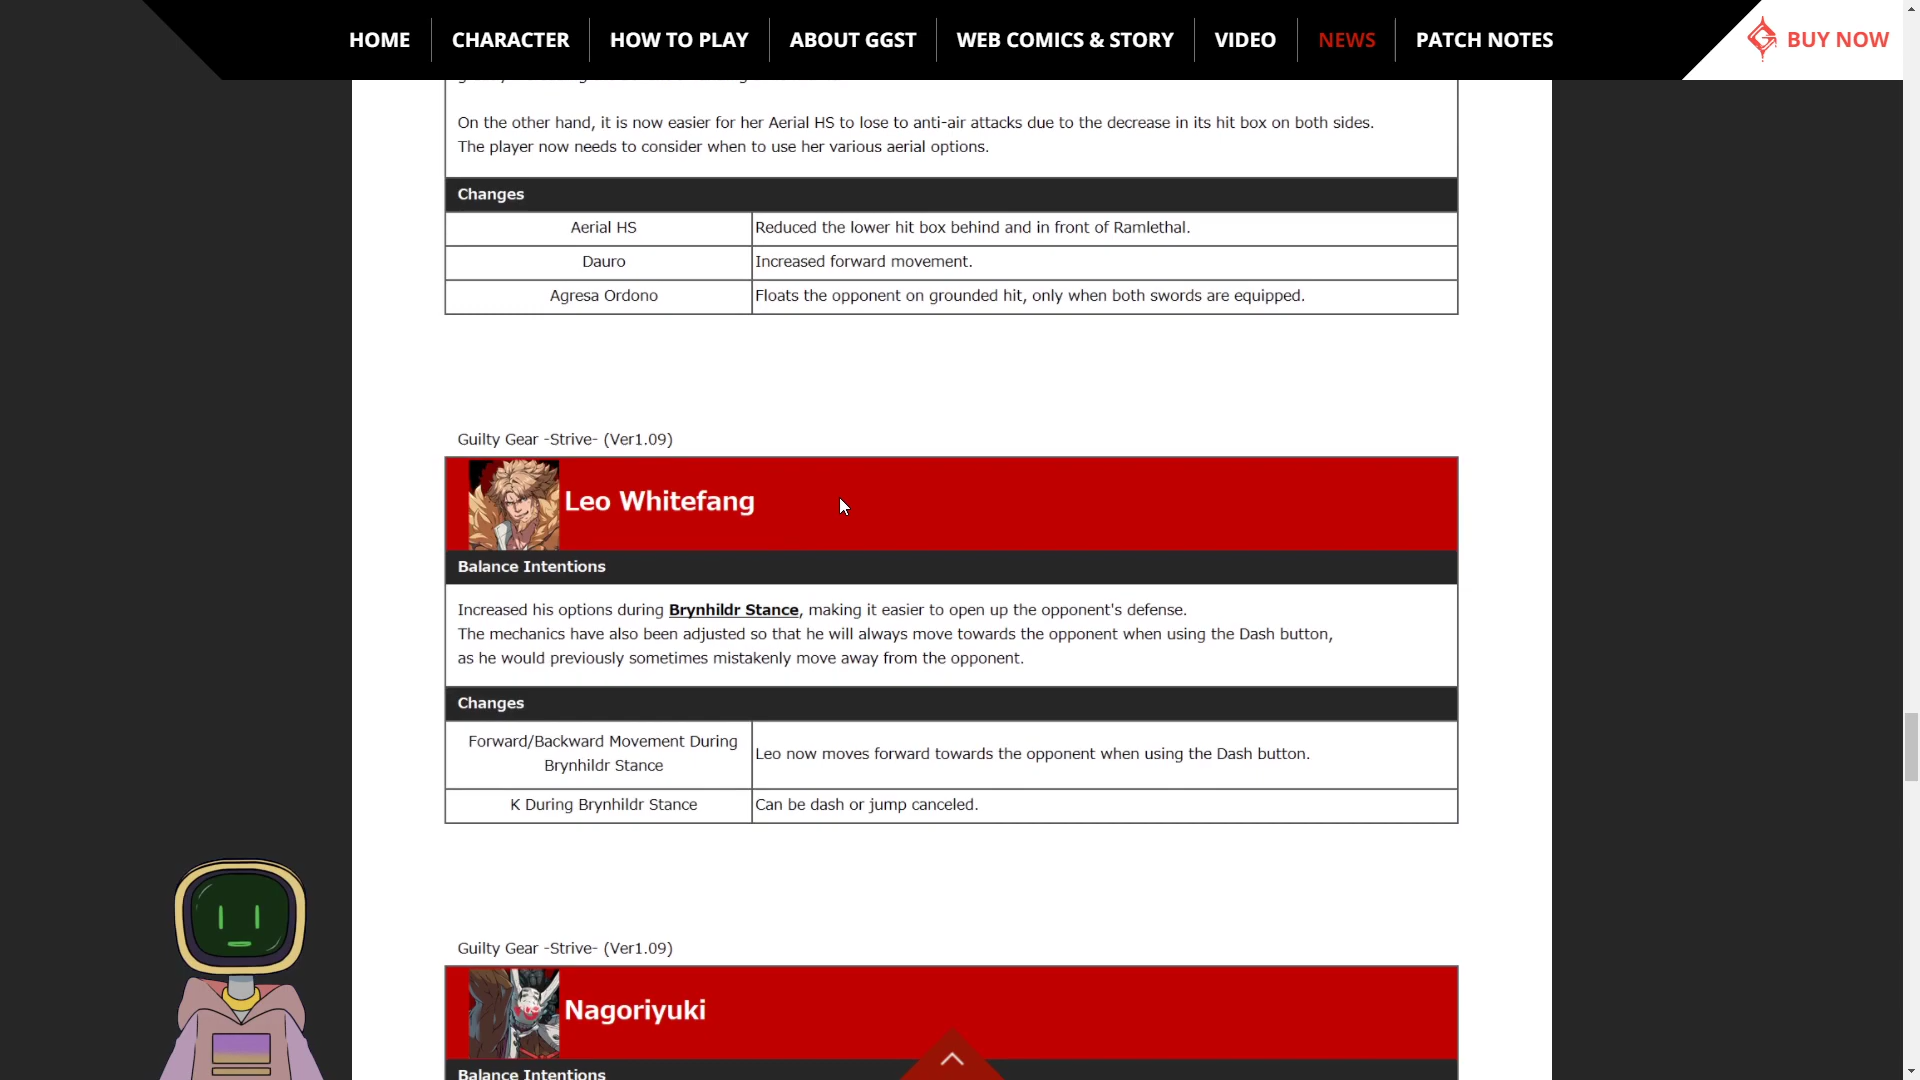 HOME CHARACTER HOW TO PLAY ABOUT GGST WEB COMICS & STORY VIDEO NEWS PATCH NOTES BUY NOW
On the other hand, it is now easier for her Aerial HS to lose to anti-air attacks due to the decrease in its hit box on both sides.
The player now needs to consider when to use her various aerial options.
Changes
Aerial HS Reduced the lower hit box behind and in front of Ramlethal.
Dauro Increased forward movement.
Agresa Ordono Floats the opponent on grounded hit, only when both swords are equipped.
Guilty Gear -Strive- (Ver1.09)
Leo Whitefang
Balance Intentions
Increased his options during Brynhildr Stance, making it easier to open up the opponent's defense.
The mechanics have also been adjusted so that he will always move towards the opponent when using the Dash button,
as he would previously sometimes mistakenly move away from the opponent.
Changes
Forward/Backward Movement During
Brynhildr Stance
Leo now moves forward towards the opponent when using the Dash button.
K During Brynhildr Stance Can be dash or jump canceled.
Guilty Gear -Strive- (Ver1.09)
Nagoriyuki
Balance Intentions